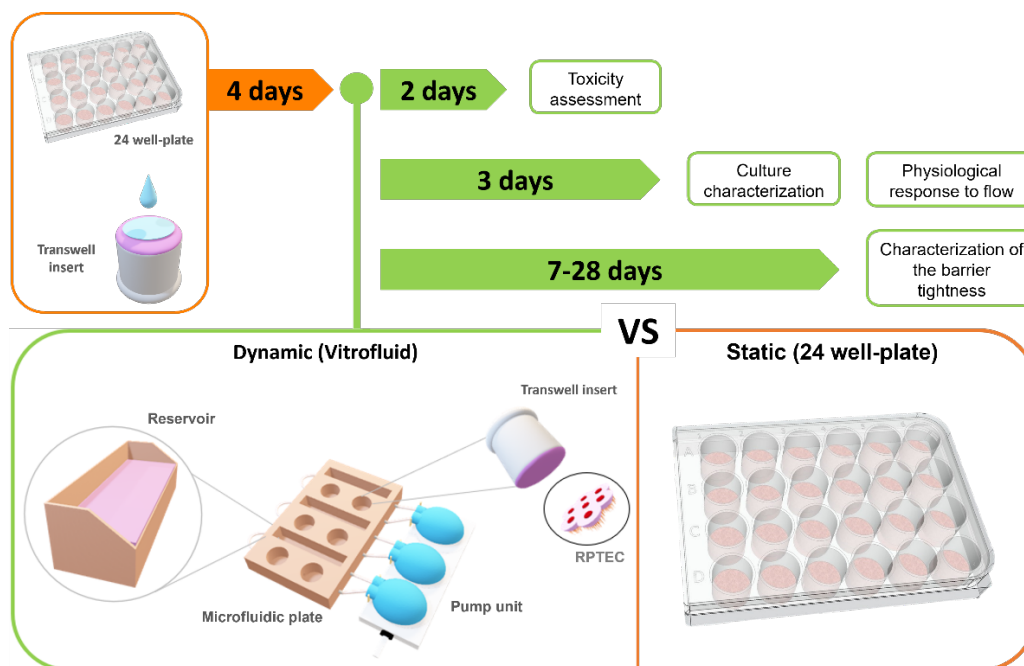 24 well-plate
Transwell
insert
4 days
2 days
Toxicity
assessment
3 days
Culture
characterization
Physiological
response to flow
7-28 days
Characterization of
the barrier
tightness
VS
Dynamic (Vitrofluid)
Reservoir
Transwell insert
RPTEC
Microfluidic plate
Pump unit
Static (24 well-plate)
A
B
C
D